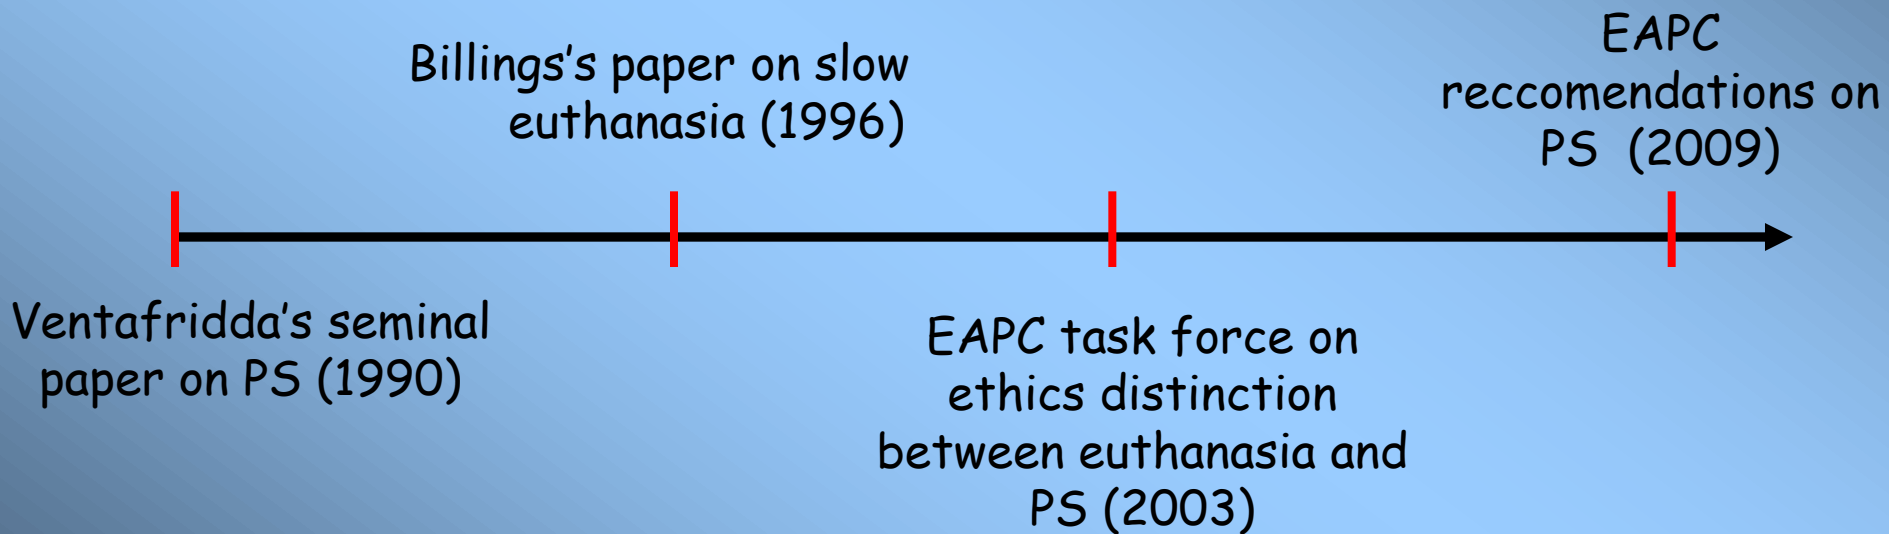 Ventafridda's seminal
paper on PS (1990)
Billings's paper on slow
euthanasia (1996)
EAPC task force on
ethics distinction
between euthanasia and
PS (2003)
EAPC
reccomendations on
PS (2009)